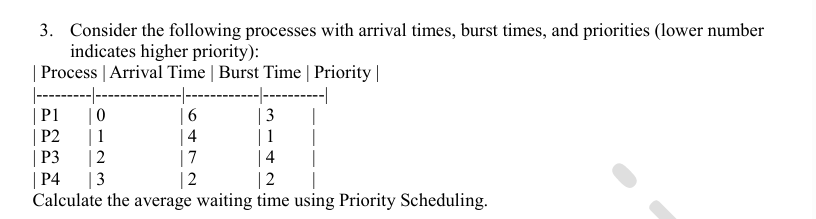 3. Consider the following processes with arrival times, burst times, and priorities (lower number
indicates higher priority):
| Process | Arrival Time | Burst Time | Priority |
|---------|--------------|------------|----------|
| P1 | 0 | 6 | 3 |
| P2 | 1 | 4 | 1 |
| P3 | 2 | 7 | 4 |
| P4 | 3 | 2 | 2 |
Calculate the average waiting time using Priority Scheduling.